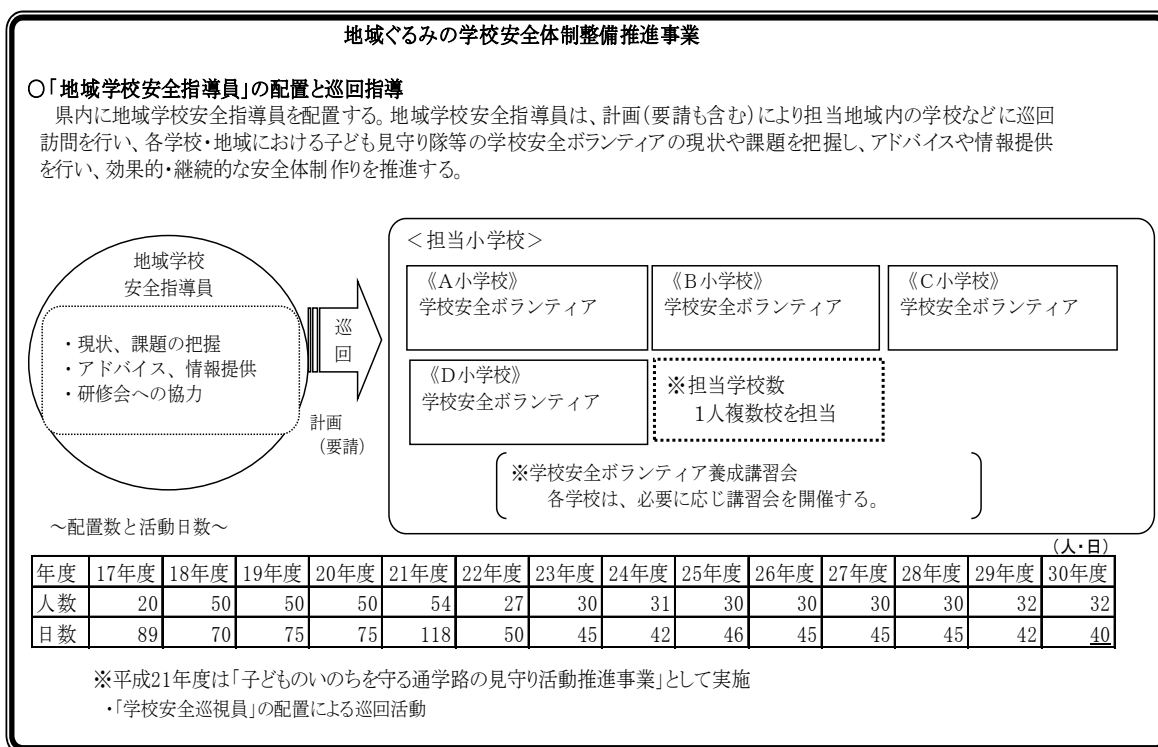 地域ぐるみの学校安全体制整備推進事業
○「地域学校安全指導員」の配置と巡回指導
県内に地域学校安全指導員を配置する。地域学校安全指導員は、計画(要請も含む)により担当地域内の学校などに巡回
訪問を行い、各学校・地域における子ども見守り隊等の学校安全ボランティアの現状や課題を把握し、アドバイスや情報提供
を行い、効果的・継続的な安全体制作りを推進する。
地域学校
安全指導員
・現状、課題の把握
・アドバイス、情報提供
・研修会への協力
巡
回
計画
(要請)
<担当小学校>
《A小学校》
学校安全ボランティア
《B小学校》
学校安全ボランティア
《C小学校》
学校安全ボランティア
《D小学校》
学校安全ボランティア
※担当学校数
1人複数校を担当
※学校安全ボランティア養成講習会
各学校は、必要に応じ講習会を開催する。
~配置数と活動日数~
(人・日)
年度 17年度 18年度 19年度 20年度 21年度 22年度 23年度 24年度 25年度 26年度 27年度 28年度 29年度 30年度
人数 20 50 50 50 54 27 30 31 30 30 30 30 32 32
日数 89 70 75 75 118 50 45 42 46 45 45 45 42 40
※平成21年度は「子どものいのちを守る通学路の見守り活動推進事業」として実施
・「学校安全巡視員」の配置による巡回活動